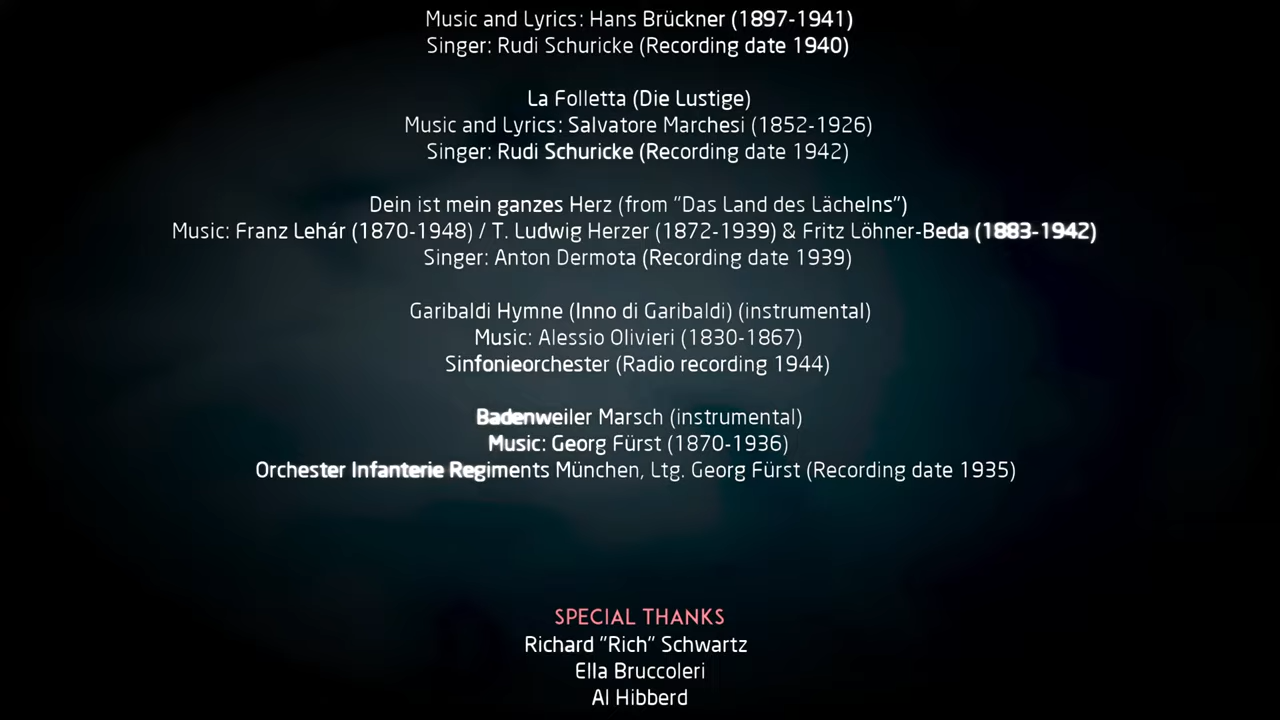 Music and Lyrics: Hans Brückner (1897-1941)
Singer: Rudi Schuricke (Recording date 1940)
La Folletta (Die Lustige)
Music and Lyrics: Salvatore Marchesi (1852-1926)
Singer: Rudi Schuricke (Recording date 1942)
Dein ist mein ganzes Herz (from "Das Land des Lächelns")
Music: Franz Lehár (1870-1948) / T. Ludwig Herzer (1872-1939) & Fritz Löhner-Beda (1883-1942)
Singer: Anton Dermota (Recording date 1939)
Garibaldi Hymne (Inno di Garibaldi) (instrumental)
Music: Alessio Olivieri (1830-1867)
Sinfonieorchester (Radio recording 1944)
Badenweiler Marsch (instrumental)
Music: Georg Fürst (1870-1936)
Orchester Infanterie Regiments München, Ltg. Georg Fürst (Recording date 1935)
SPECIAL THANKS
Richard "Rich" Schwartz
Ella Bruccoleri
Al Hibberd